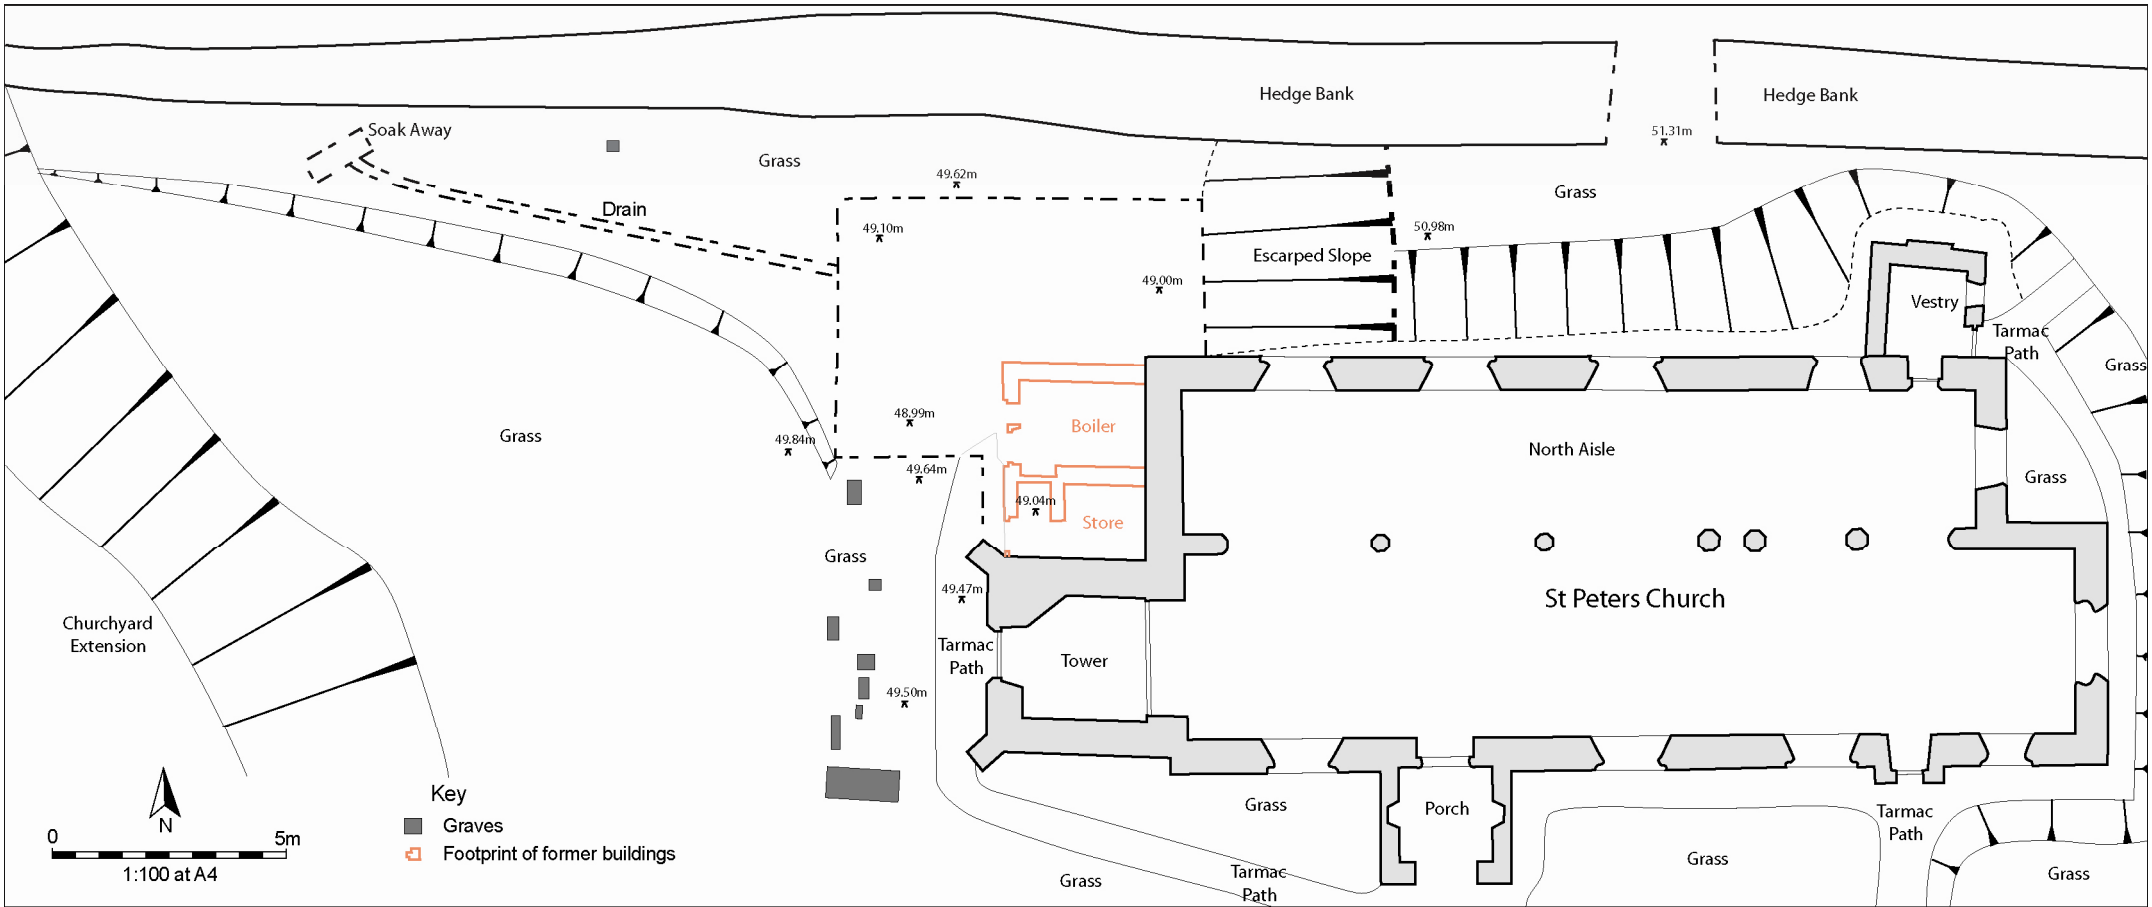 Hedge Bank
Hedge Bank
Soak Away
51.31m
Grass
49.62m
Grass
Drain
49.10m
50.98m
Escarped Slope
49.00m
Vestry
Tarmac
Path
Grass
48.99m
Boiler
Grass
49.84m
North Aisle
49.64m
Grass
49.04m
Store
Grass
49.47m
St Peters Church
Churchyard
Extension
Tarmac
Path
Tower
49.50m
Key
Graves
Footprint of former buildings
N
0
5m
1:100 at A4
Grass
Porch
Tarmac
Path
Grass
Grass
Tarmac
Path
Grass